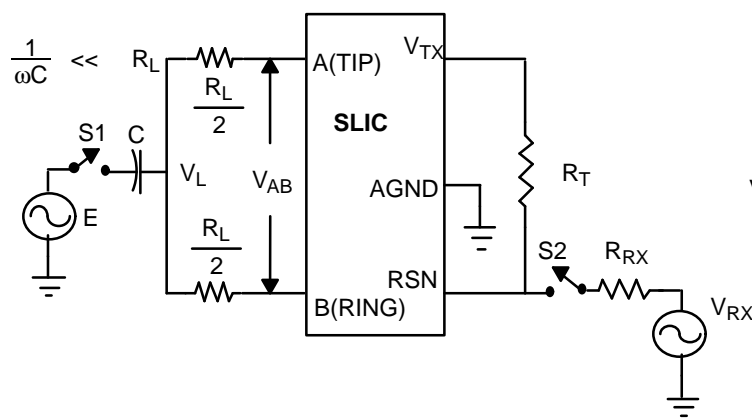 1/ωC << R_L
R_L/2
A(TIP)
V_TX
SLIC
S1
C
V_L
V_AB
AGND
R_T
E
R_L/2
S2
R_RX
RSN
B(RING)
V_RX